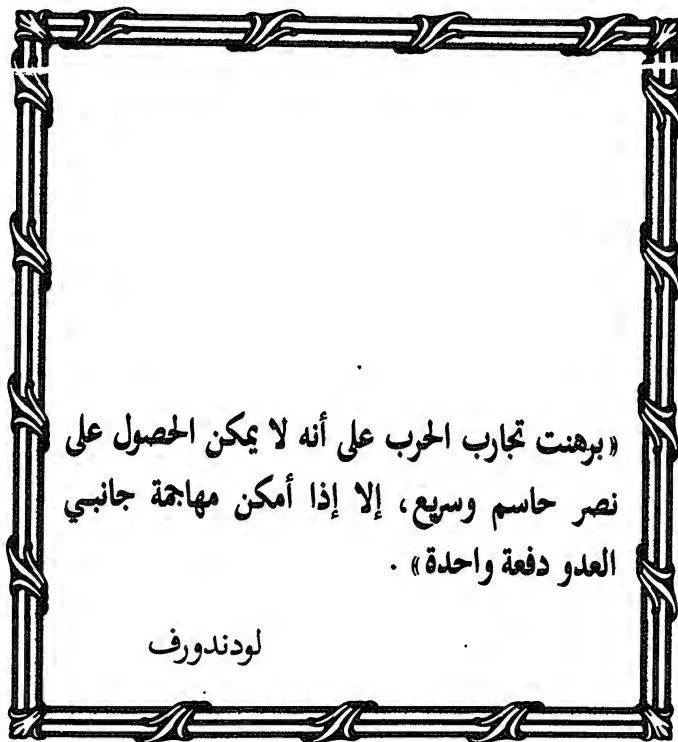 «برهنت تجارب الحرب على أنه لا يمكن الحصول على
نصر حاسم وسريع، إلا إذا أمكن مهاجمة جانبي
العدو دفعة واحدة».
لودندورف